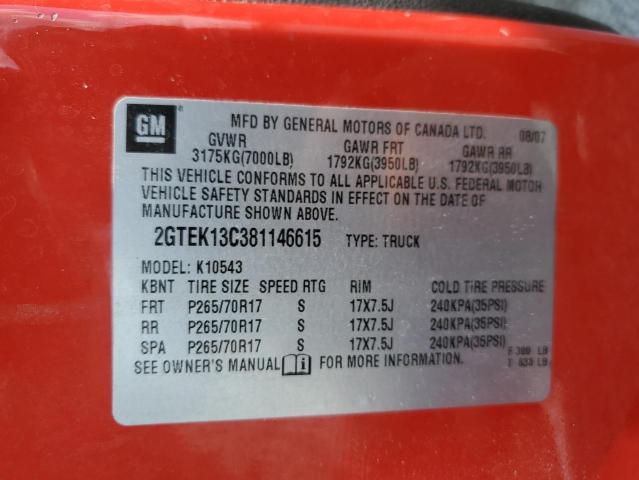 GM
®
MFD BY GENERAL MOTORS OF CANADA LTD. 08/07
GVWR GAWR FRT GAWR RR
3175KG(7000LB) 1792KG(3950LB) 1792KG(3950LB)
THIS VEHICLE CONFORMS TO ALL APPLICABLE U.S. FEDERAL MOTOR
VEHICLE SAFETY STANDARDS IN EFFECT ON THE DATE OF
MANUFACTURE SHOWN ABOVE.
2GTEK13C381146615 TYPE: TRUCK
MODEL: K10543
KBNT TIRE SIZE SPEED RTG RIM COLD TIRE PRESSURE
FRT P265/70R17 S 17X7.5J 240KPA(35PSI)
RR P265/70R17 S 17X7.5J 240KPA(35PSI)
SPA P265/70R17 S 17X7.5J 240KPA(35PSI)
SEE OWNER'S MANUAL i FOR MORE INFORMATION.
LB
LB